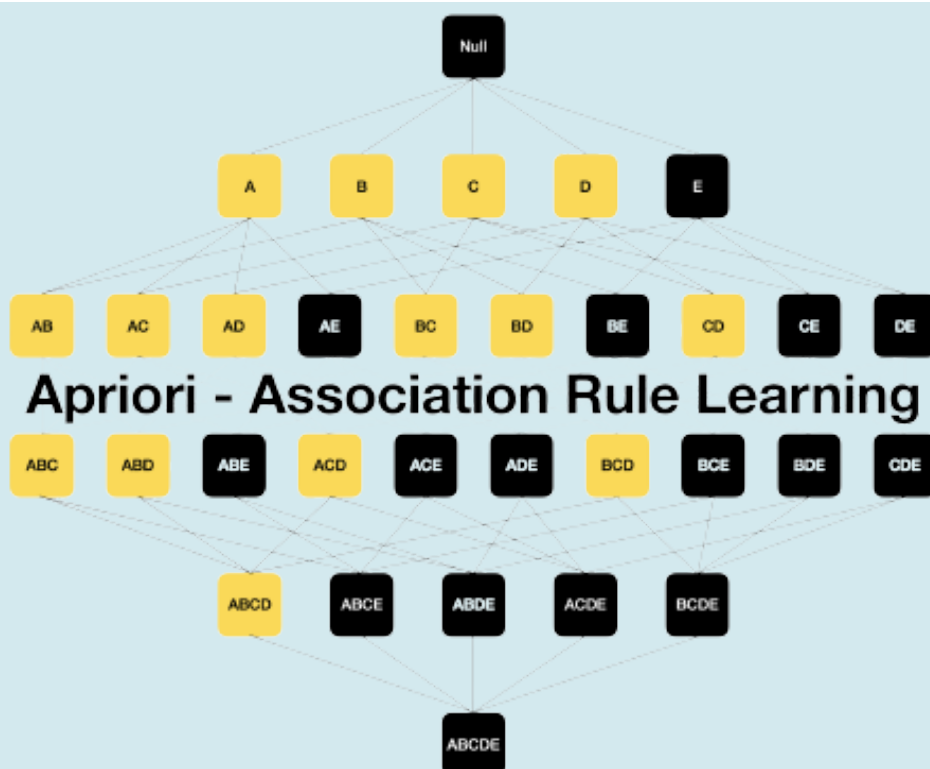 Null
A B C D E
AB AC AD AE BC BD BE CD CE DE
Apriori - Association Rule Learning
ABC ABD ABE ACD ACE ADE BCD BCE BDE CDE
ABCD ABCE ABDE ACDE BCDE
ABCDE